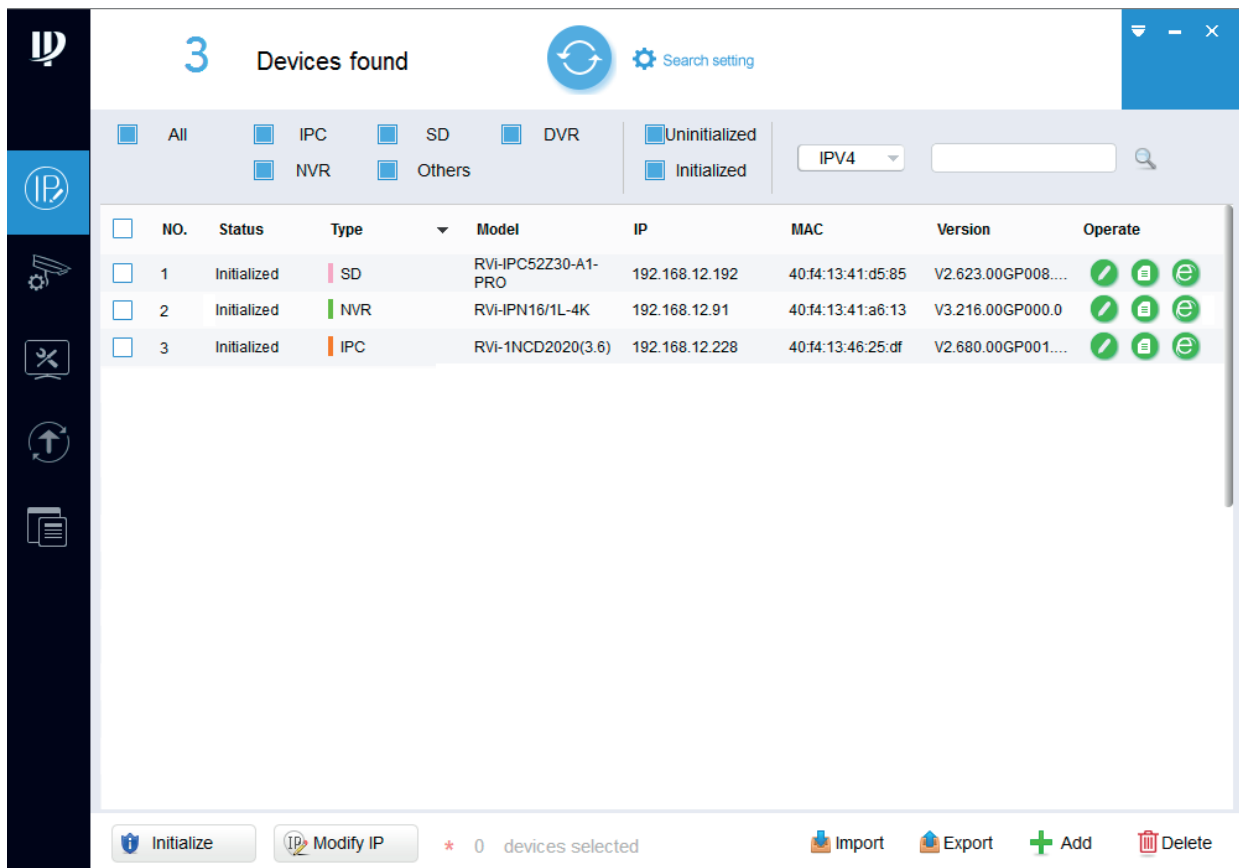 3 Devices found Search setting
All IPC SD DVR Uninitialized
NVR Others Initialized
IPV4
NO. Status Type Model IP MAC Version Operate
1 Initialized SD RVi-IPC52Z30-A1-
PRO 192.168.12.192 40:f4:13:41:d5:85 V2.623.00GP008....
2 Initialized NVR RVi-IPN16/1L-4K 192.168.12.91 40:f4:13:41:a6:13 V3.216.00GP000.0
3 Initialized IPC RVi-1NCD2020(3.6) 192.168.12.228 40:f4:13:46:25:df V2.680.00GP001....
Initialize IP Modify IP * 0 devices selected Import Export Add Delete
IP